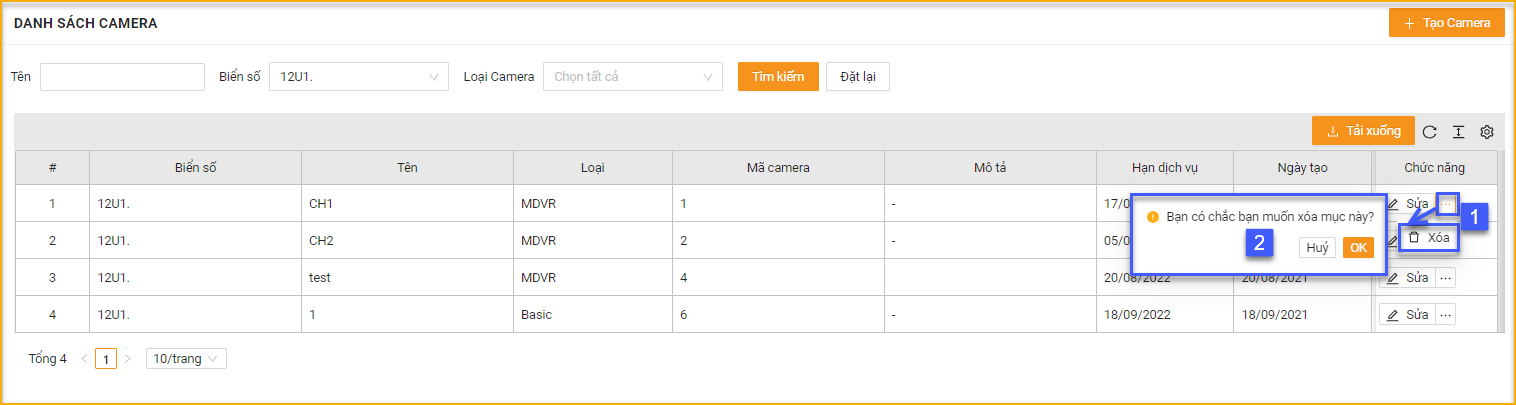 DANH SÁCH CAMERA
+ Tạo Camera
Tên Biển số 12U1. Loại Camera Chọn tất cả Tìm kiếm Đặt lại
Tải xuống
# Biển số Tên Loại Mã camera Mô tả Hạn dịch vụ Ngày tạo Chức năng
1 12U1. CH1 MDVR 1 - 17/0 Sửa ...
1
Bạn có chắc bạn muốn xóa mục này?
2 12U1. CH2 MDVR 2 - 05/0 Xóa
2 Huỷ OK
3 12U1. test MDVR 4 20/08/2022 20/08/2021 Sửa ...
4 12U1. 1 Basic 6 - 18/09/2022 18/09/2021 Sửa ...
Tổng 4 < 1 > 10/trang